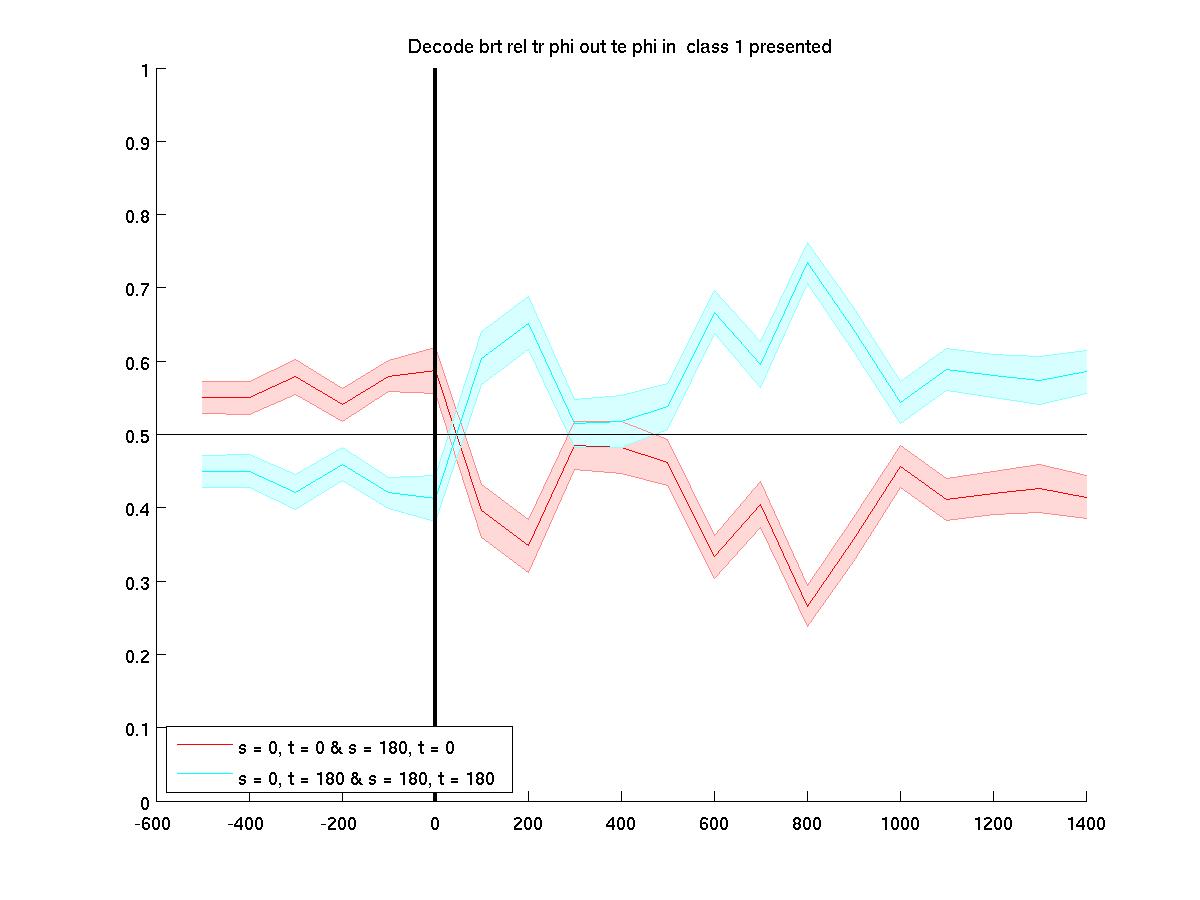 Decode brt rel tr phi out te phi in  class 1 presented
1
0.9
0.8
0.7
0.6
0.5
0.4
0.3
0.2
0.1
0
s = 0, t = 0 & s = 180, t = 0
s = 0, t = 180 & s = 180, t = 180
-600 -400 -200 0 200 400 600 800 1000 1200 1400